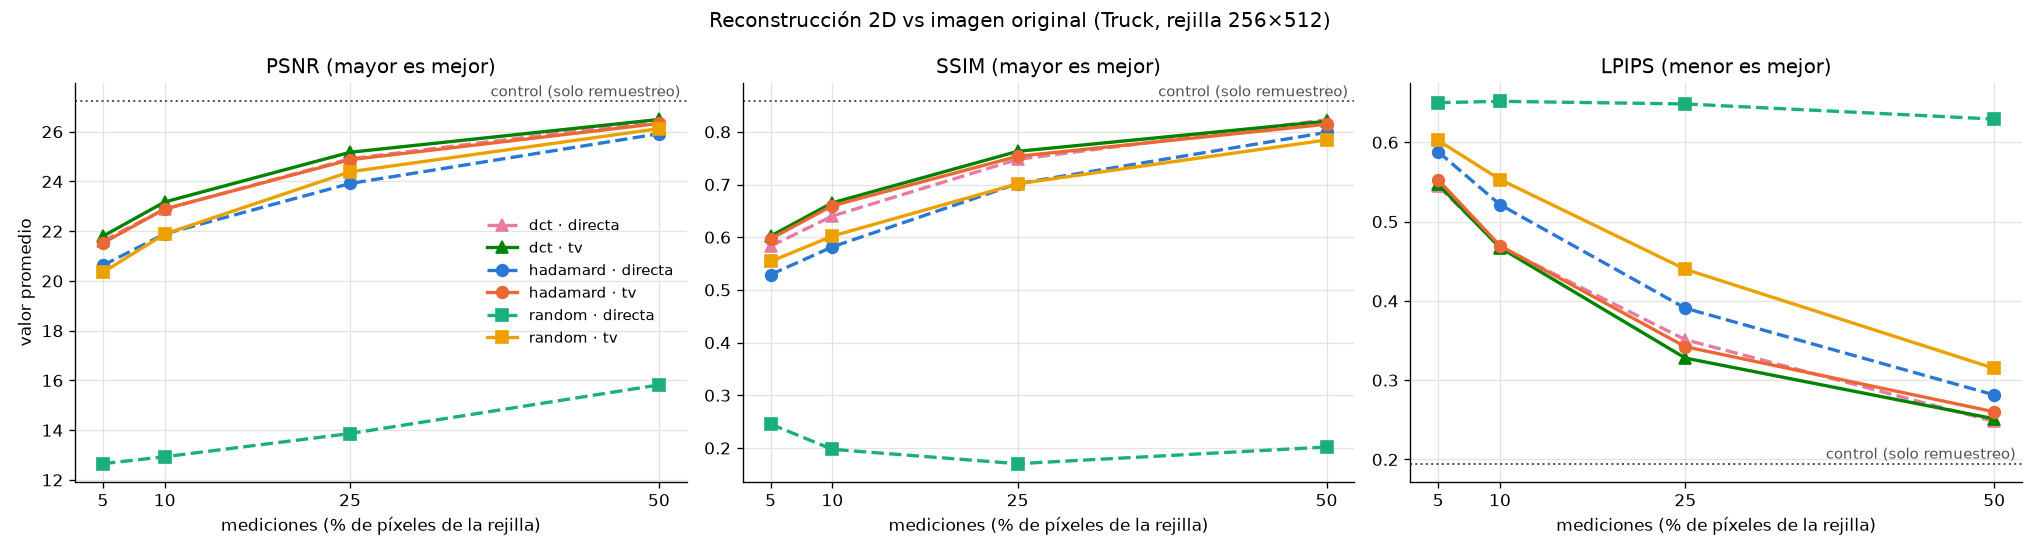 Reconstrucción 2D vs imagen original (Truck, rejilla 256×512)
PSNR (mayor es mejor)
valor promedio
26
24
22
20
18
16
14
12
control (solo remuestreo)
dct · directa
dct · tv
hadamard · directa
hadamard · tv
random · directa
random · tv
5 10 25 50
mediciones (% de píxeles de la rejilla)
SSIM (mayor es mejor)
0.8
0.7
0.6
0.5
0.4
0.3
0.2
control (solo remuestreo)
5 10 25 50
mediciones (% de píxeles de la rejilla)
LPIPS (menor es mejor)
0.6
0.5
0.4
0.3
0.2
control (solo remuestreo)
5 10 25 50
mediciones (% de píxeles de la rejilla)